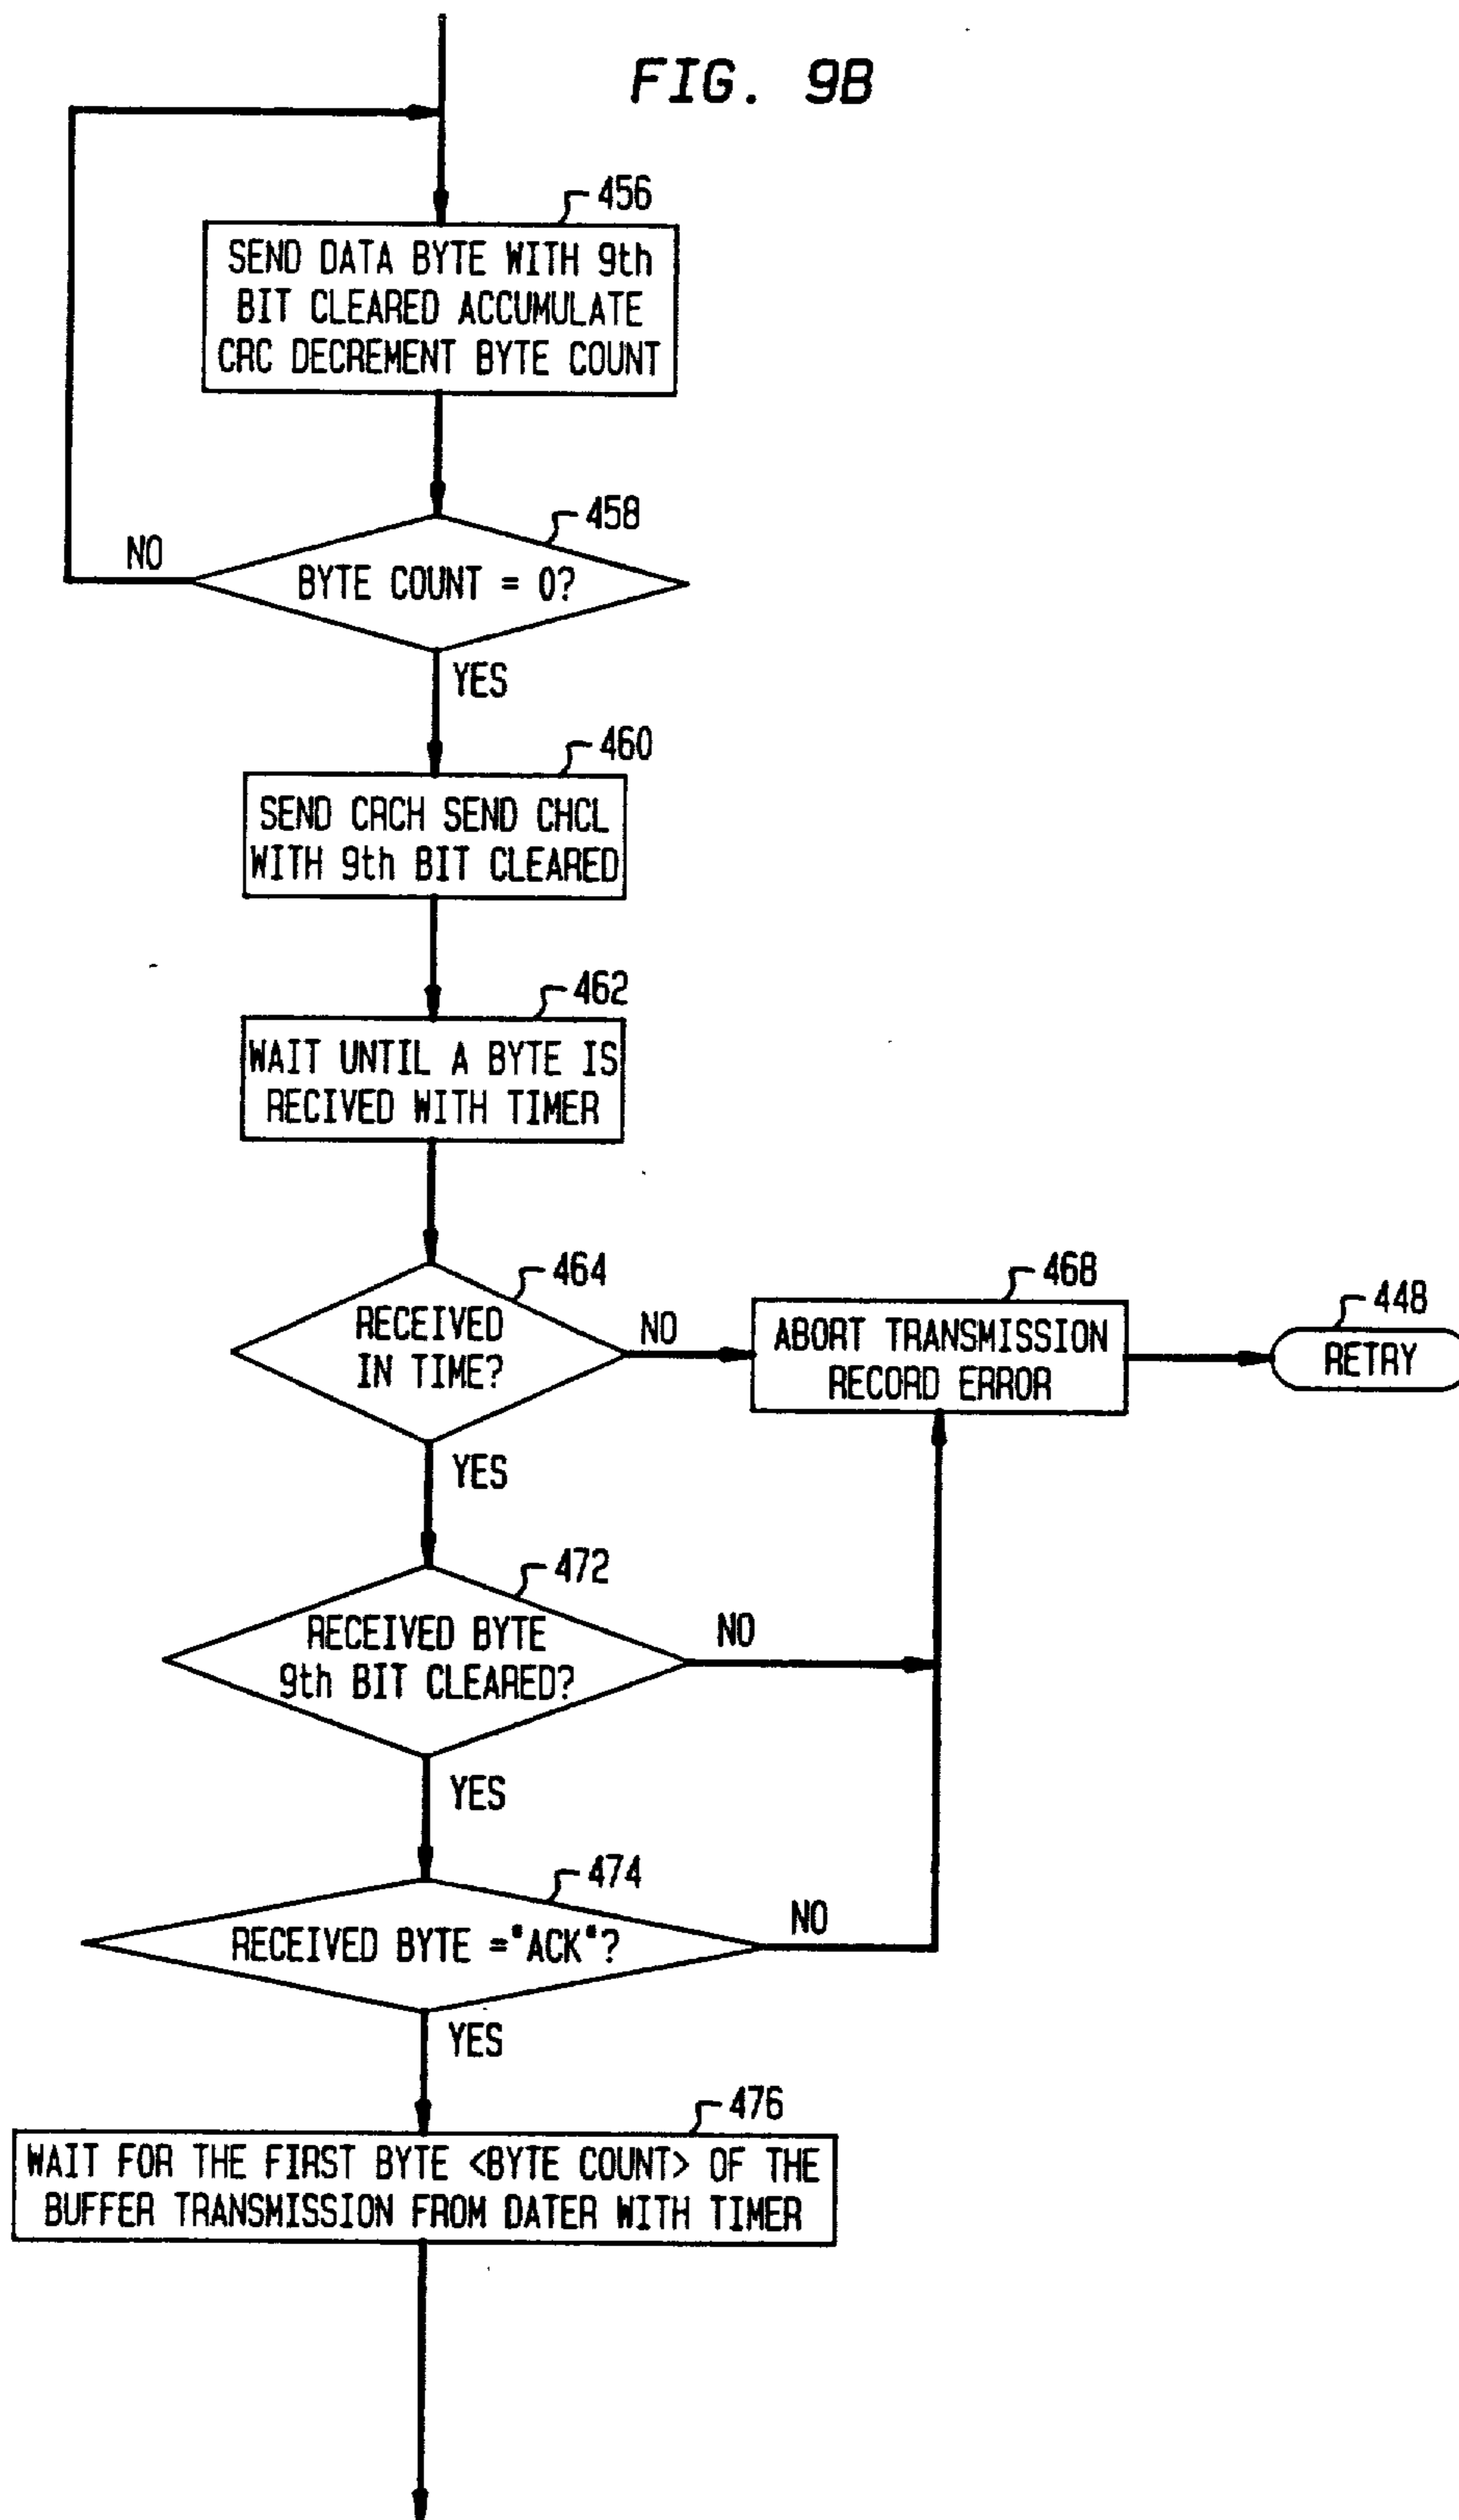 FIG. 9B
456
SEND DATA BYTE WITH 9th
BIT CLEARED ACCUMULATE
CRC DECREMENT BYTE COUNT
458
NO
BYTE COUNT = 0?
YES
460
SEND CRCH SEND CHCL
WITH 9th BIT CLEARED
462
WAIT UNTIL A BYTE IS
RECIVED WITH TIMER
464
RECEIVED
IN TIME?
NO
468
ABORT TRANSMISSION
RECORD ERROR
448
RETRY
YES
472
RECEIVED BYTE
9th BIT CLEARED?
NO
YES
474
RECEIVED BYTE ="ACK"?
NO
YES
476
WAIT FOR THE FIRST BYTE <BYTE COUNT> OF THE
BUFFER TRANSMISSION FROM DATER WITH TIMER